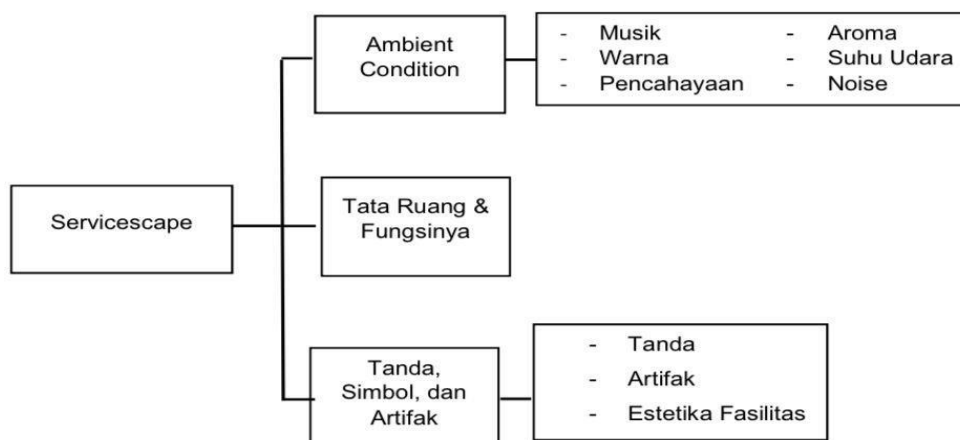 Servicescape
Ambient
Condition
- Musik
- Warna
- Pencahayaan
- Aroma
- Suhu Udara
- Noise
Tata Ruang &
Fungsinya
Tanda,
Simbol, dan
Artifak
- Tanda
- Artifak
- Estetika Fasilitas